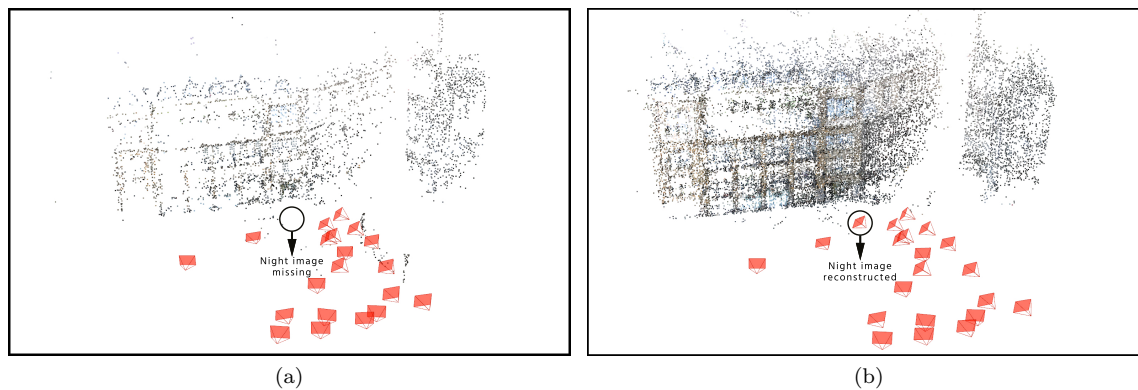 Night image
missing
Night image
reconstructed
(a)
(b)